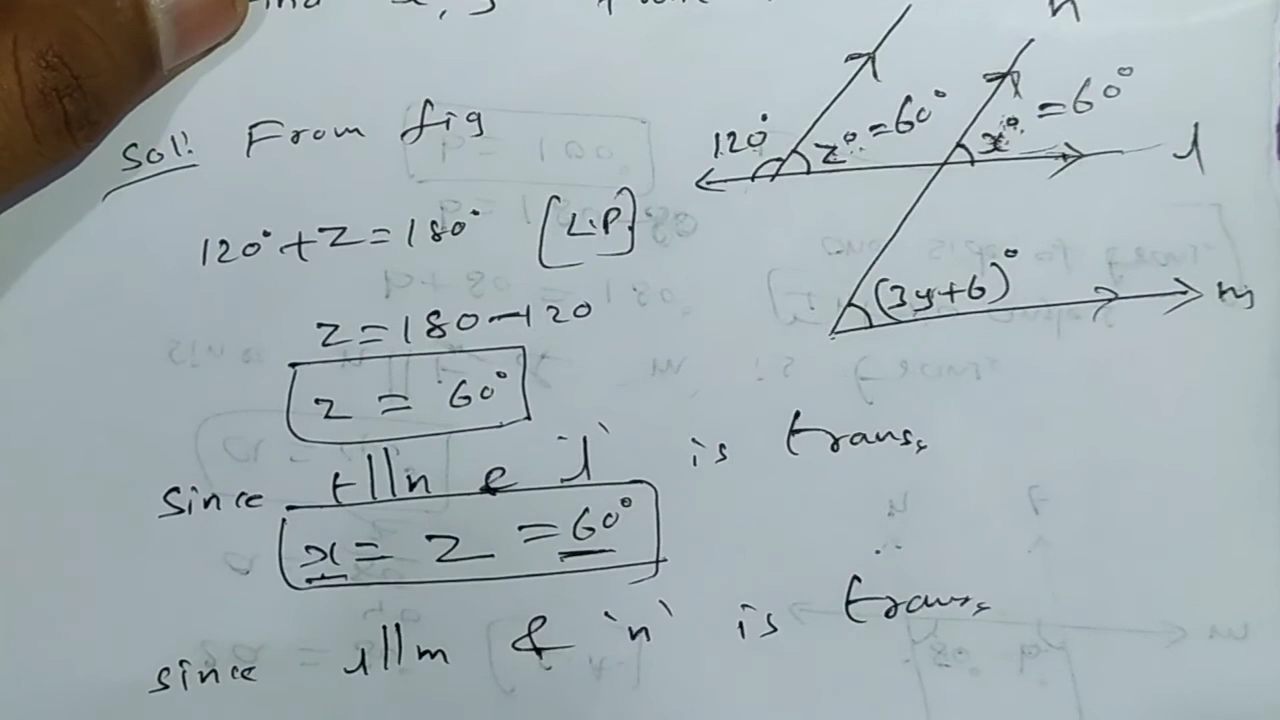 x, y
n
Sol: From fig
120° z° = 60° x° = 60° l
120° + z = 180° [L.P]
(3y+6)° m
z = 180 - 120
z = 60°
since t||n & 'l' is trans,
x = z = 60°
since l||m & 'n' is trans,